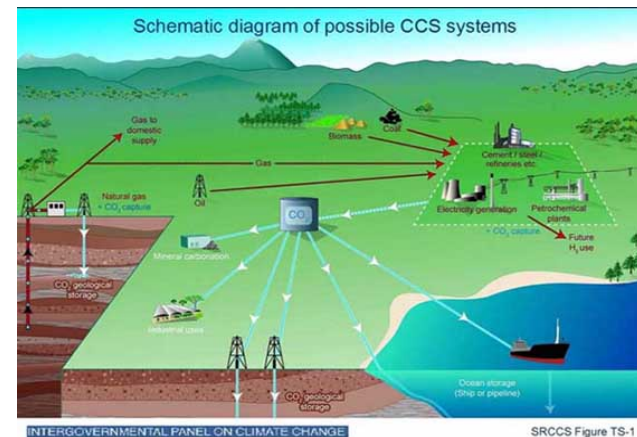 Schematic diagram of possible CCS systems
Gas to
domestic
supply
Biomass
Coal
Cement / steel /
refineries etc.
Gas
Oil
Natural gas
+ CO₂ capture
CO₂
Electricity generation
Petrochemical
plants
+ CO₂ capture
Future
H₂ use
Mineral carbonation
CO₂ geological
storage
Industrial uses
CO₂ geological
storage
Ocean storage
(Ship or pipeline)
INTERGOVERNMENTAL PANEL ON CLIMATE CHANGE
SRCCS Figure TS-1